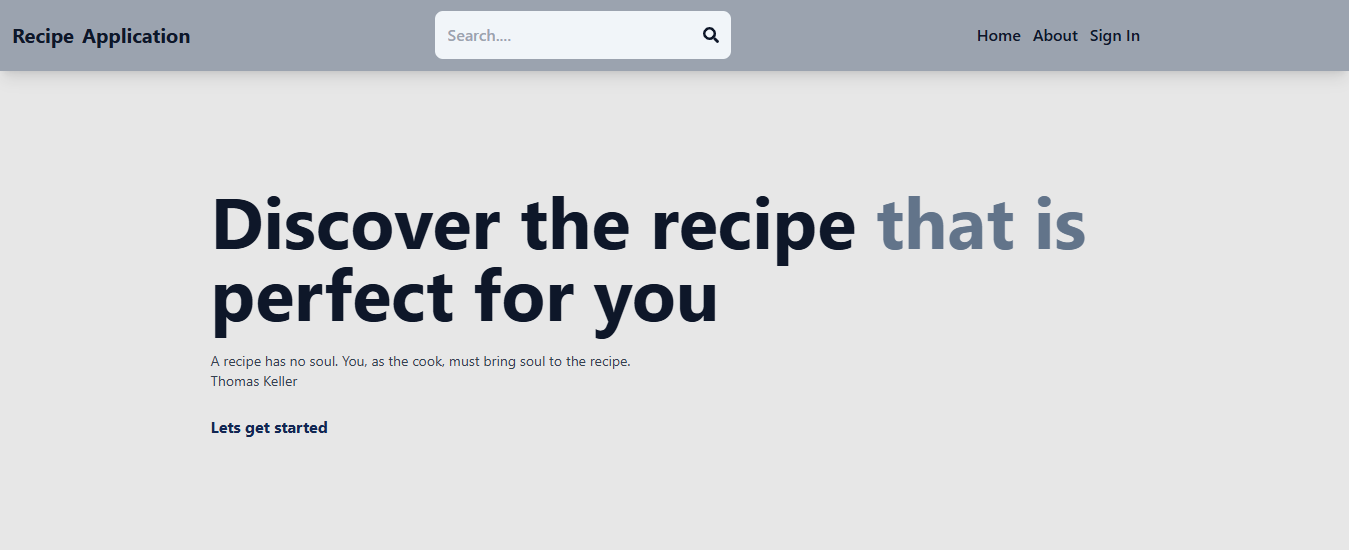 Recipe Application
Search....
Home About Sign In
Discover the recipe that is
perfect for you
A recipe has no soul. You, as the cook, must bring soul to the recipe.
Thomas Keller
Lets get started